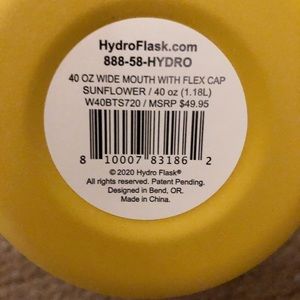 HydroFlask.com
888-58-HYDRO
40 OZ WIDE MOUTH WITH FLEX CAP
SUNFLOWER / 40 oz (1.18L)
W40BTS720 / MSRP $49.95
8 10007 83186 2
© 2020 Hydro Flask®
All rights reserved. Patent Pending.
Designed in Bend, OR.
Made in China.